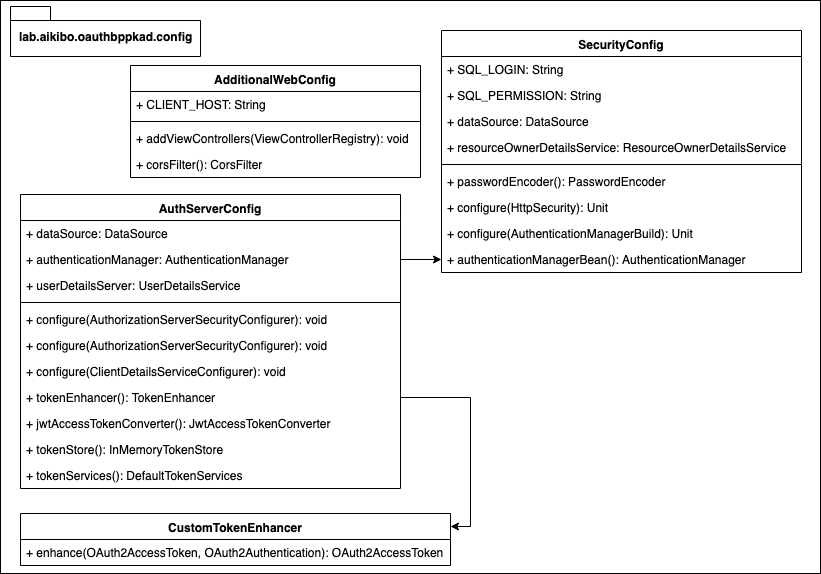 lab.aikibo.oauthbppkad.config
AdditionalWebConfig
+ CLIENT_HOST: String
+ addViewControllers(ViewControllerRegistry): void
+ corsFilter(): CorsFilter
SecurityConfig
+ SQL_LOGIN: String
+ SQL_PERMISSION: String
+ dataSource: DataSource
+ resourceOwnerDetailsService: ResourceOwnerDetailsService
+ passwordEncoder(): PasswordEncoder
+ configure(HttpSecurity): Unit
+ configure(AuthenticationManagerBuild): Unit
+ authenticationManagerBean(): AuthenticationManager
AuthServerConfig
+ dataSource: DataSource
+ authenticationManager: AuthenticationManager
+ userDetailsServer: UserDetailsService
+ configure(AuthorizationServerSecurityConfigurer): void
+ configure(AuthorizationServerSecurityConfigurer): void
+ configure(ClientDetailsServiceConfigurer): void
+ tokenEnhancer(): TokenEnhancer
+ jwtAccessTokenConverter(): JwtAccessTokenConverter
+ tokenStore(): InMemoryTokenStore
+ tokenServices(): DefaultTokenServices
CustomTokenEnhancer
+ enhance(OAuth2AccessToken, OAuth2Authentication): OAuth2AccessToken